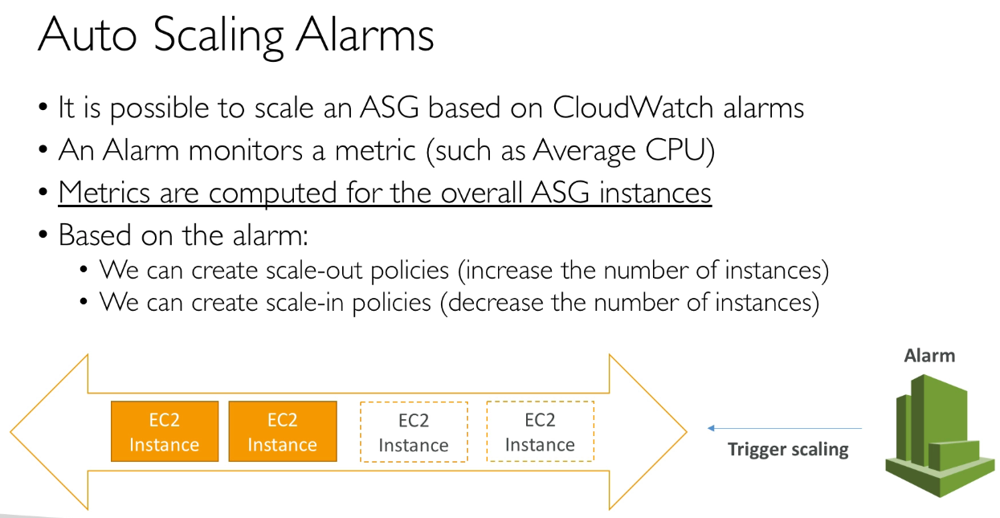 Auto Scaling Alarms
• It is possible to scale an ASG based on CloudWatch alarms
• An Alarm monitors a metric (such as Average CPU)
• Metrics are computed for the overall ASG instances
• Based on the alarm:
• We can create scale-out policies (increase the number of instances)
• We can create scale-in policies (decrease the number of instances)
Alarm
EC2
Instance
EC2
Instance
EC2
Instance
EC2
Instance
Trigger scaling